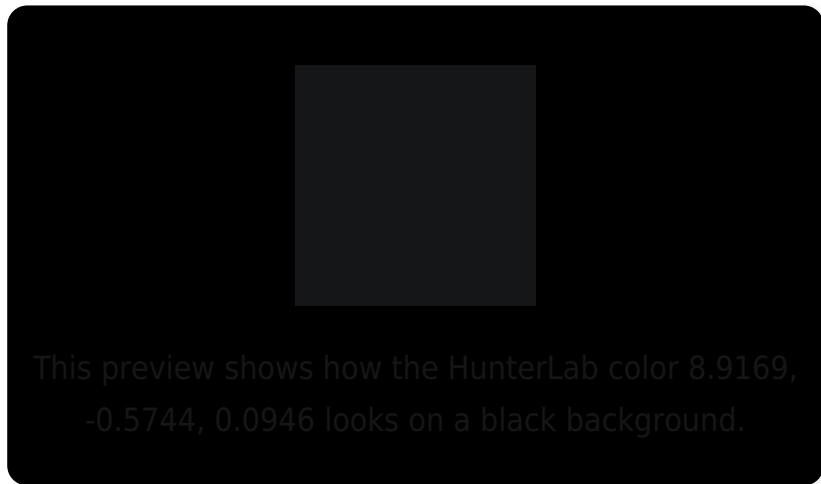 This preview shows how the HunterLab color 8.9169,
-0.5744, 0.0946 looks on a black background.